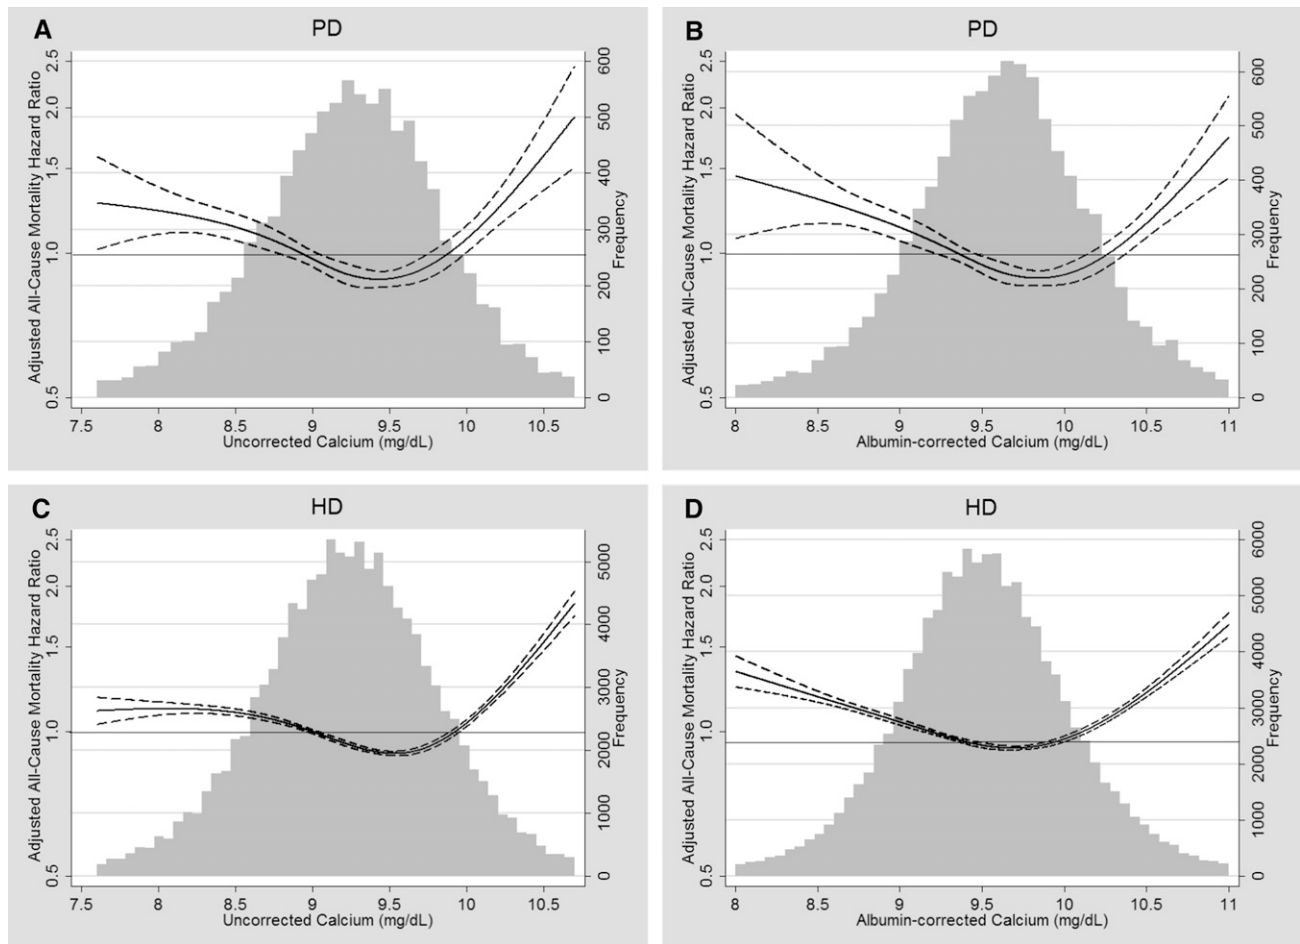 A
PD
Adjusted All-Cause Mortality Hazard Ratio
2.5
2.0
1.5
1.0
0.5
600
500
400
300
200
100
0
Frequency
7.5 8 8.5 9 9.5 10 10.5
Uncorrected Calcium (mg/dL)
B
PD
Adjusted All-Cause Mortality Hazard Ratio
2.5
2.0
1.5
1.0
0.5
600
500
400
300
200
100
0
Frequency
8 8.5 9 9.5 10 10.5 11
Albumin-corrected Calcium (mg/dL)
C
HD
Adjusted All-Cause Mortality Hazard Ratio
2.5
2.0
1.5
1.0
0.5
5000
4000
3000
2000
1000
0
Frequency
7.5 8 8.5 9 9.5 10 10.5
Uncorrected Calcium (mg/dL)
D
HD
Adjusted All-Cause Mortality Hazard Ratio
2.5
2.0
1.5
1.0
0.5
6000
5000
4000
3000
2000
1000
0
Frequency
8 8.5 9 9.5 10 10.5 11
Albumin-corrected Calcium (mg/dL)